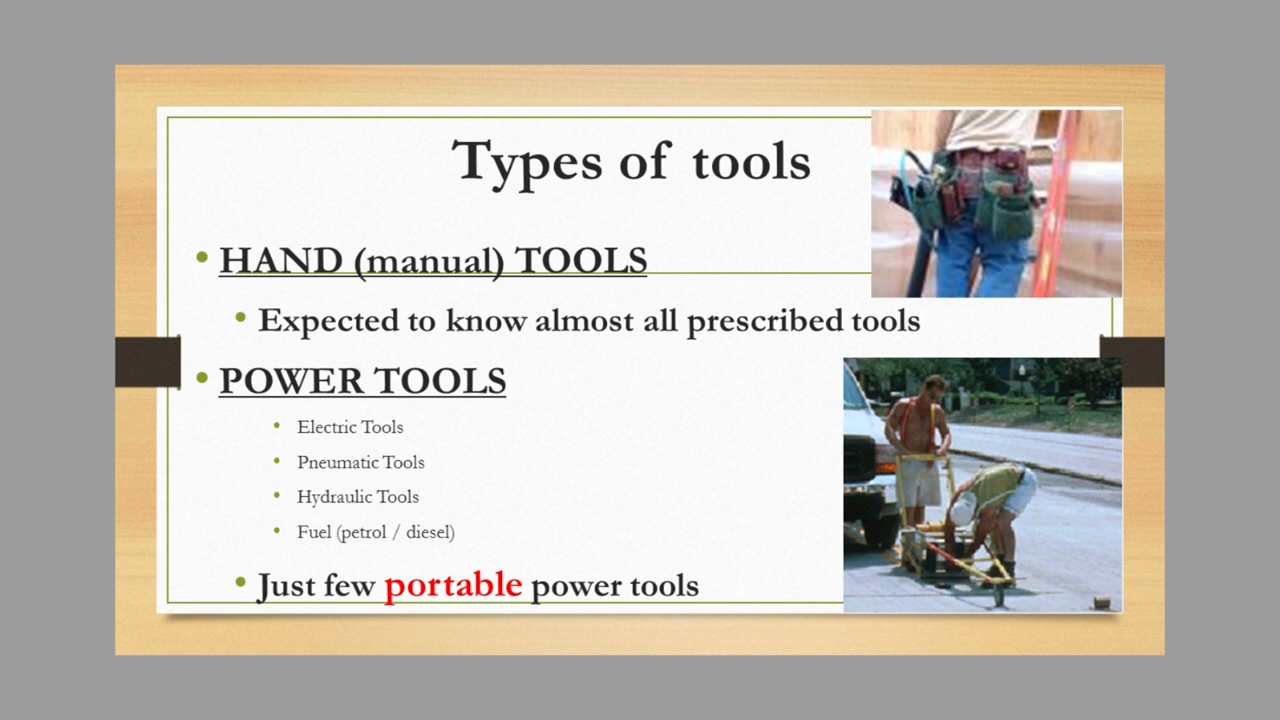 Types of tools
• HAND (manual) TOOLS
• Expected to know almost all prescribed tools
• POWER TOOLS
• Electric Tools
• Pneumatic Tools
• Hydraulic Tools
• Fuel (petrol / diesel)
• Just few portable power tools